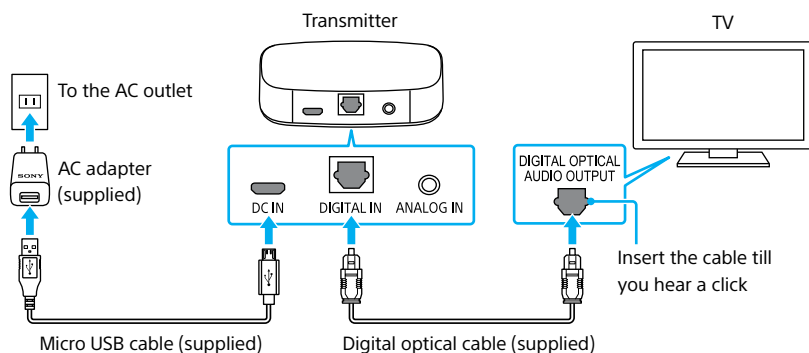 Transmitter
TV
To the AC outlet
SONY
AC adapter
(supplied)
DC IN
DIGITAL IN
ANALOG IN
DIGITAL OPTICAL
AUDIO OUTPUT
Insert the cable till
you hear a click
Micro USB cable (supplied)
Digital optical cable (supplied)